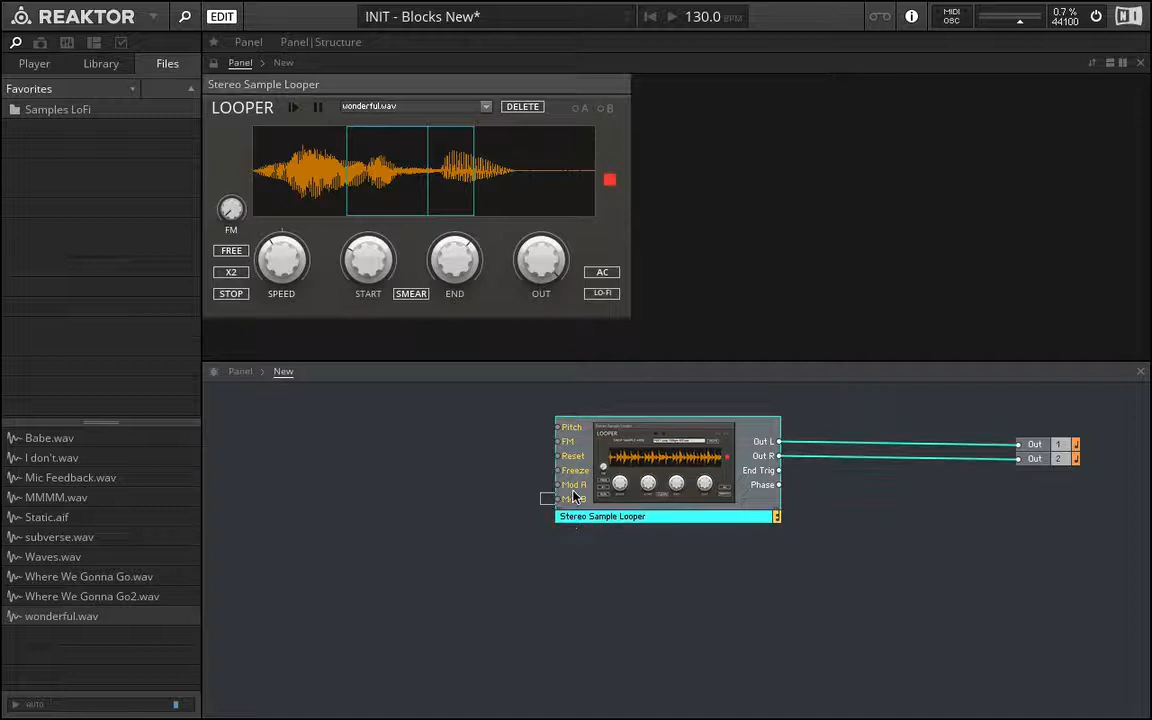 REAKTOR
EDIT
INIT - Blocks New*
130.0 BPM
MIDI
OSC
0.7 %
44100
Panel
Panel|Structure
Player
Library
Files
Panel
New
Favorites
Stereo Sample Looper
Samples LoFi
LOOPER
wonderful.wav
DELETE
A
B
FM
FREE
X2
STOP
SPEED
START
SMEAR
END
OUT
AC
LO-FI
Panel
New
Pitch
FM
Reset
Freeze
Mod A
LOOPER
Out L
Out R
End Trig
Phase
Stereo Sample Looper
Out 1
Out 2
Babe.wav
I don't.wav
Mic Feedback.wav
MMMM.wav
Static.aif
subverse.wav
Waves.wav
Where We Gonna Go.wav
Where We Gonna Go2.wav
wonderful.wav
AUTO